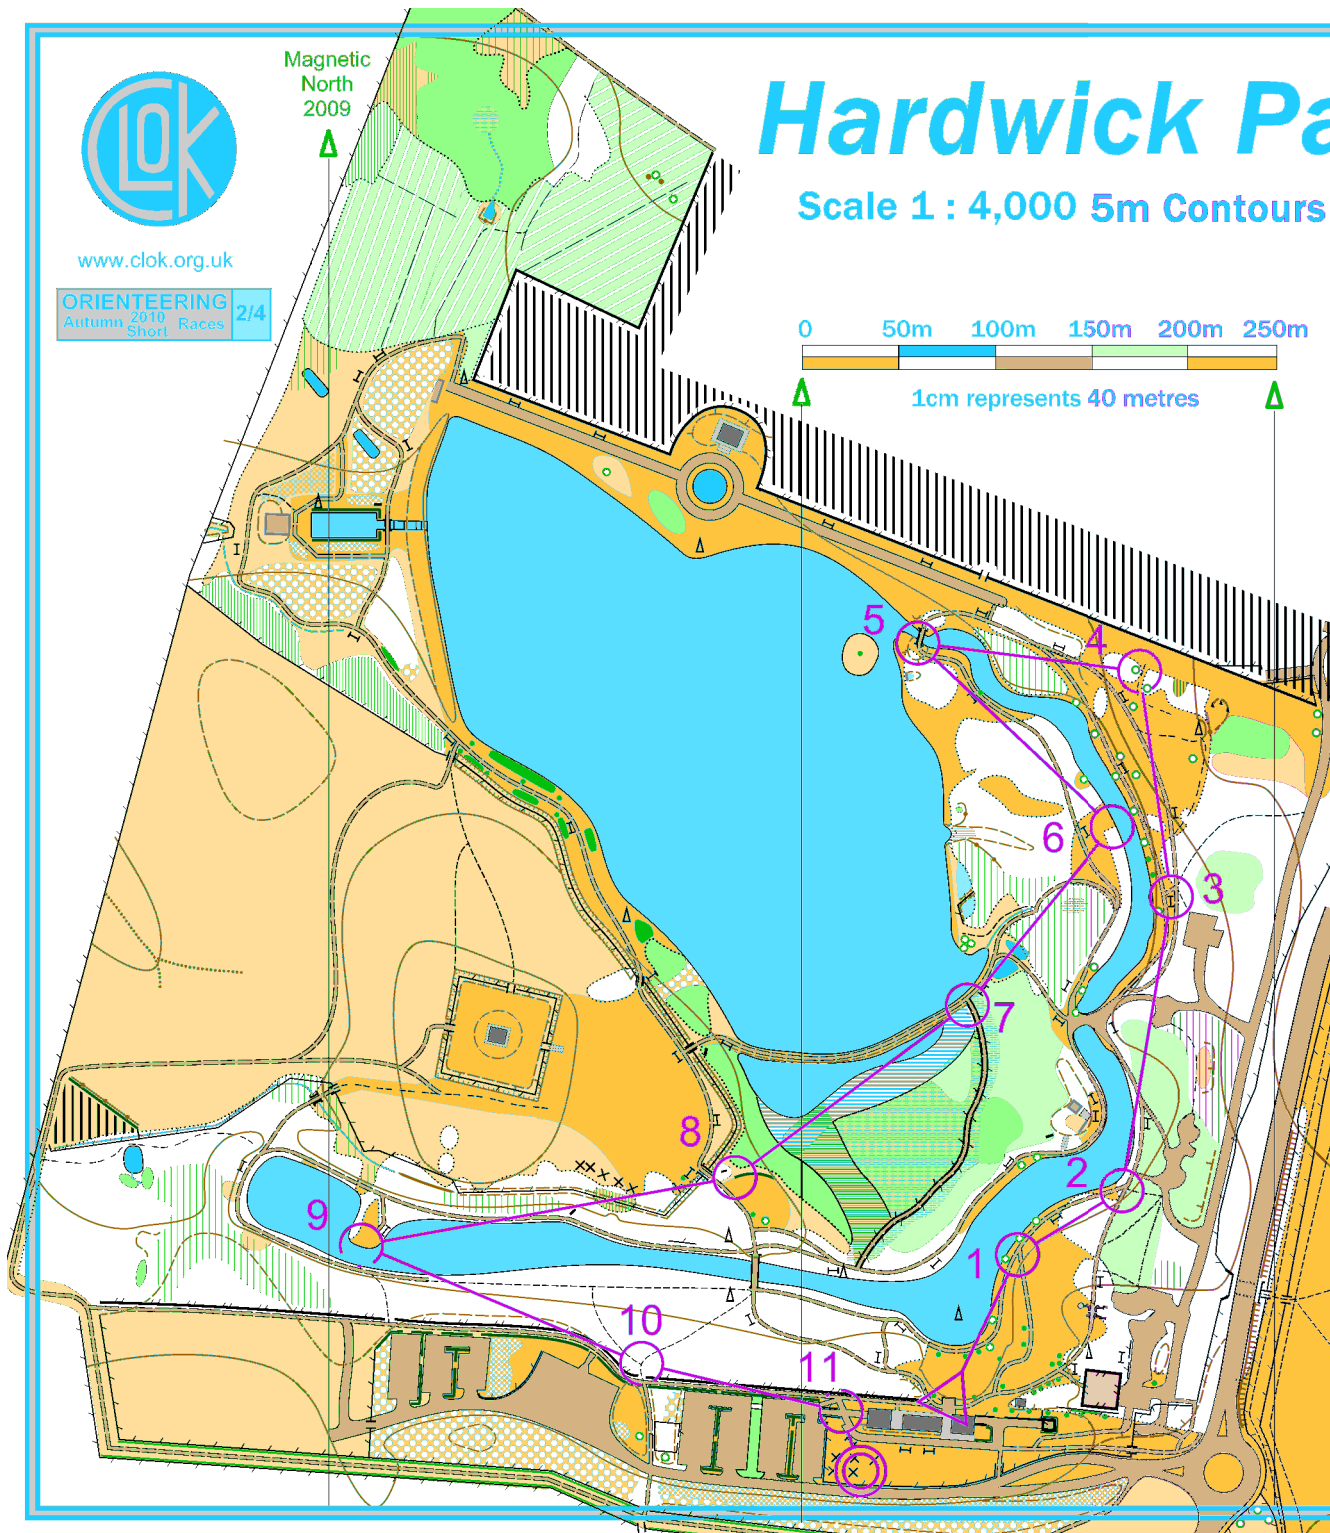 Magnetic
North
2009
CLOK
Hardwick Pa
Scale 1 : 4,000 5m Contours
www.clok.org.uk
ORIENTEERING
Autumn 2010 Short Races
2/4
0 50m 100m 150m 200m 250m
1cm represents 40 metres
5
4
6
3
7
8
2
9
1
10
11